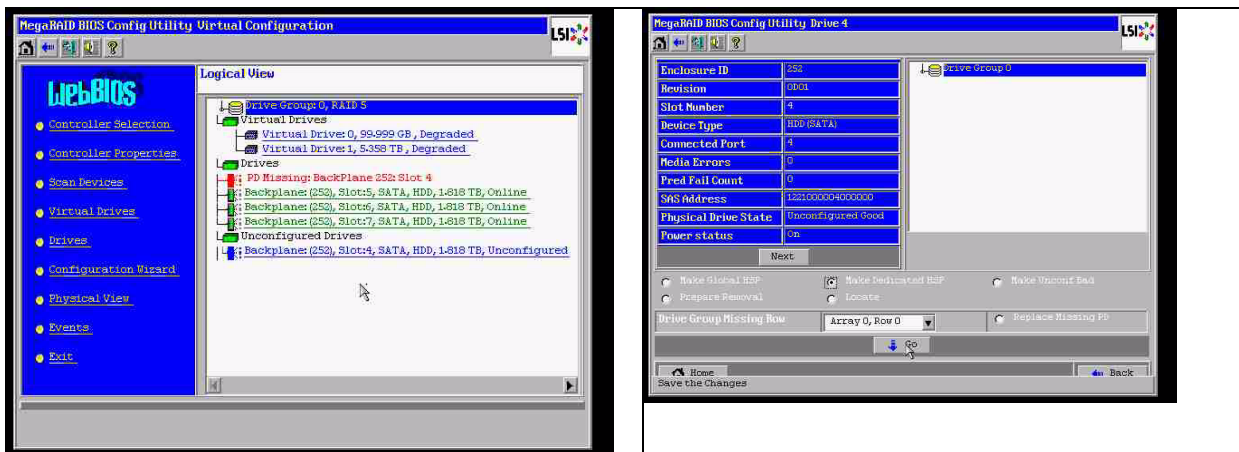 MegaRAID BIOS Config Utility Virtual Configuration
LSI
WebBIOS
Controller Selection
Controller Properties
Scan Devices
Virtual Drives
Drives
Configuration Wizard
Physical View
Events
Exit
Logical View
Drive Group: 0, RAID 5
Virtual Drives
Virtual Drive: 0, 99.999 GB, Degraded
Virtual Drive: 1, 5.358 TB, Degraded
Drives
PD Missing: BackPlane 252: Slot 4
Backplane: (252), Slot:5, SATA, HDD, 1.818 TB, Online
Backplane: (252), Slot:6, SATA, HDD, 1.818 TB, Online
Backplane: (252), Slot:7, SATA, HDD, 1.818 TB, Online
Unconfigured Drives
Backplane: (252), Slot:4, SATA, HDD, 1.818 TB, Unconfigured
MegaRAID BIOS Config Utility Drive 4
LSI
Enclosure ID 252
Revision 0D01
Slot Number 4
Device Type HDD (SATA)
Connected Port 4
Media Errors 0
Pred Fail Count 0
SAS Address 1221000004000000
Physical Drive State Unconfigured Good
Power status On
Next
Drive Group 0
Make Global HSP Make Dedicated HSP Make Unconf Bad
Prepare Removal Locate
Drive Group Missing Row Array 0, Row 0 Replace Missing PD
Go
Home Back
Save the Changes